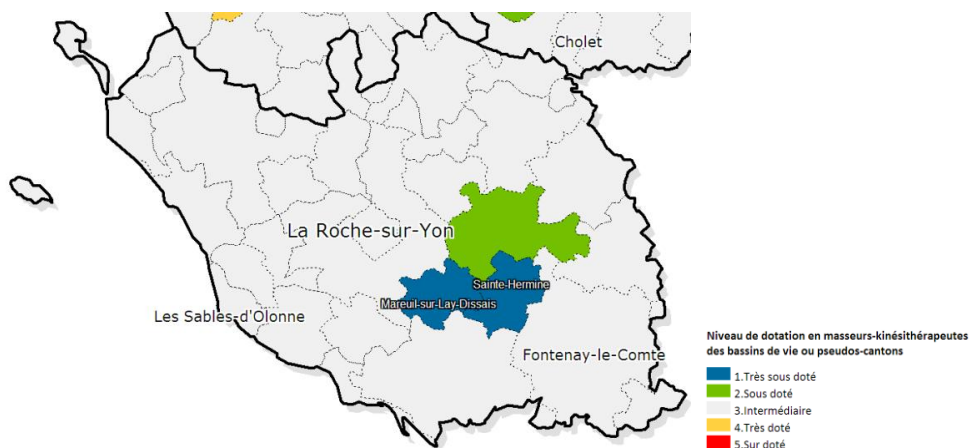 Cholet
La Roche-sur-Yon
Sainte-Hermine
Mareuil-sur-Lay-Dissais
Les Sables-d'Olonne
Fontenay-le-Comte
Niveau de dotation en masseurs-kinésithérapeutes
des bassins de vie ou pseudos-cantons
1.Très sous doté
2.Sous doté
3.Intermédiaire
4.Très doté
5.Sur doté